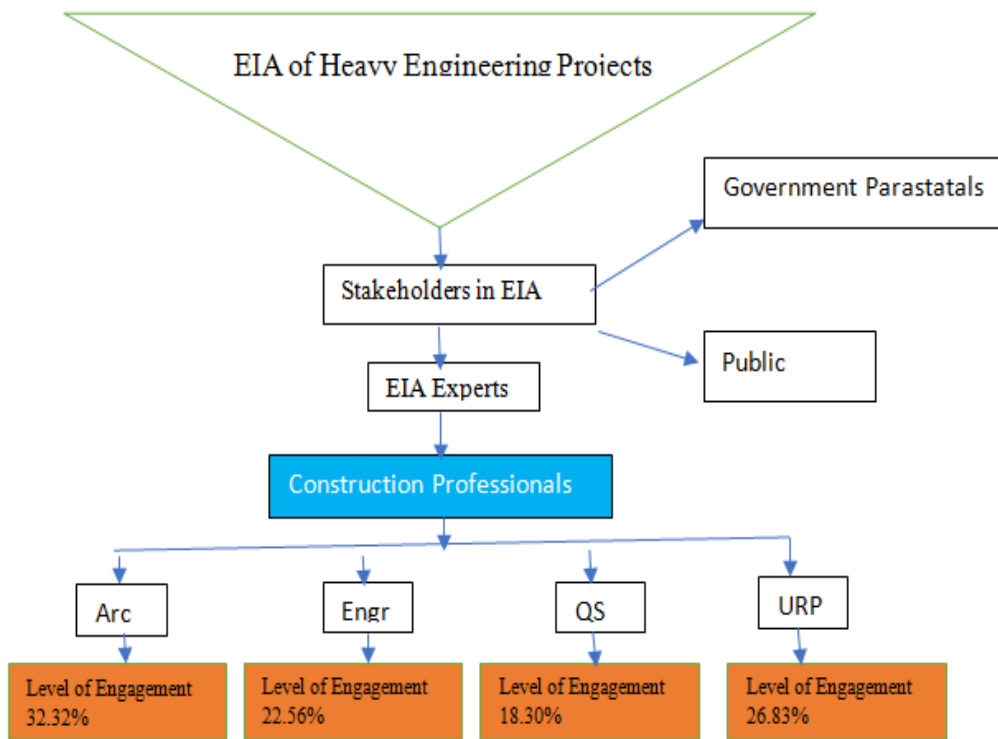 EIA of Heavy Engineering Projects
Government Parastatals
Stakeholders in EIA
Public
EIA Experts
Construction Professionals
Arc
Engr
QS
URP
Level of Engagement
32.32%
Level of Engagement
22.56%
Level of Engagement
18.30%
Level of Engagement
26.83%